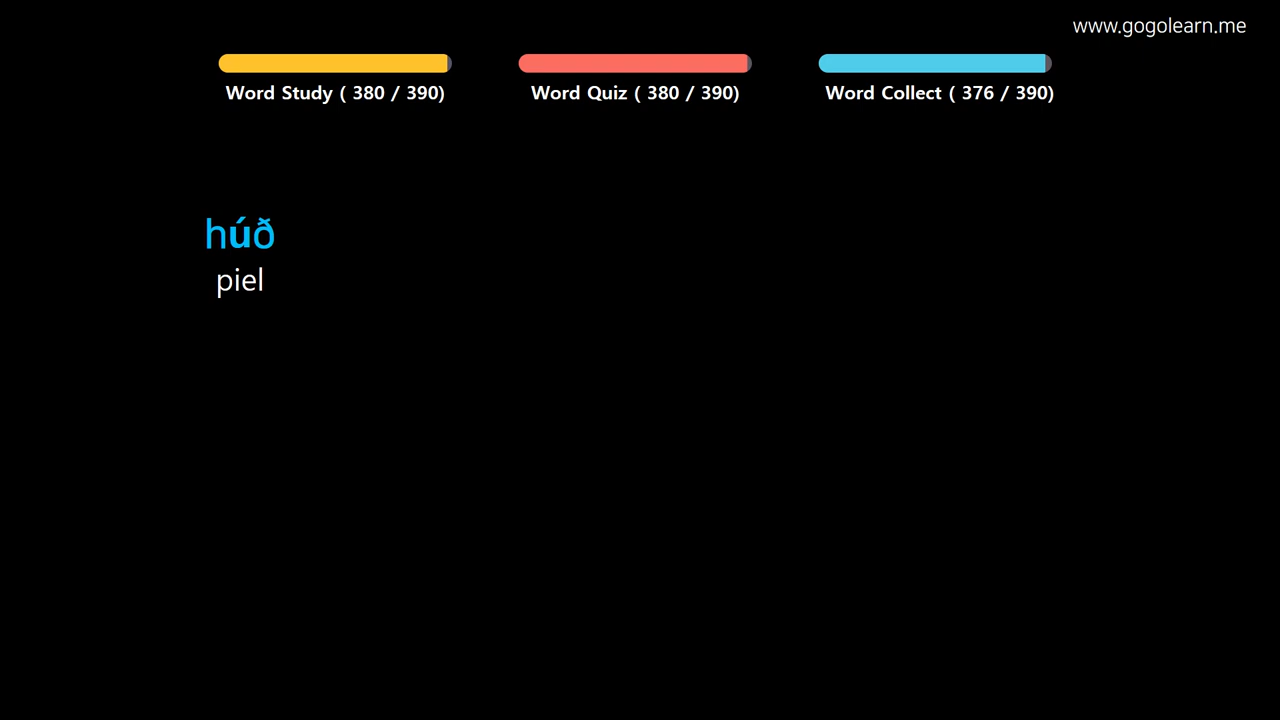 www.gogolearn.me
Word Study ( 380 / 390)
Word Quiz ( 380 / 390)
Word Collect ( 376 / 390)
húð
piel